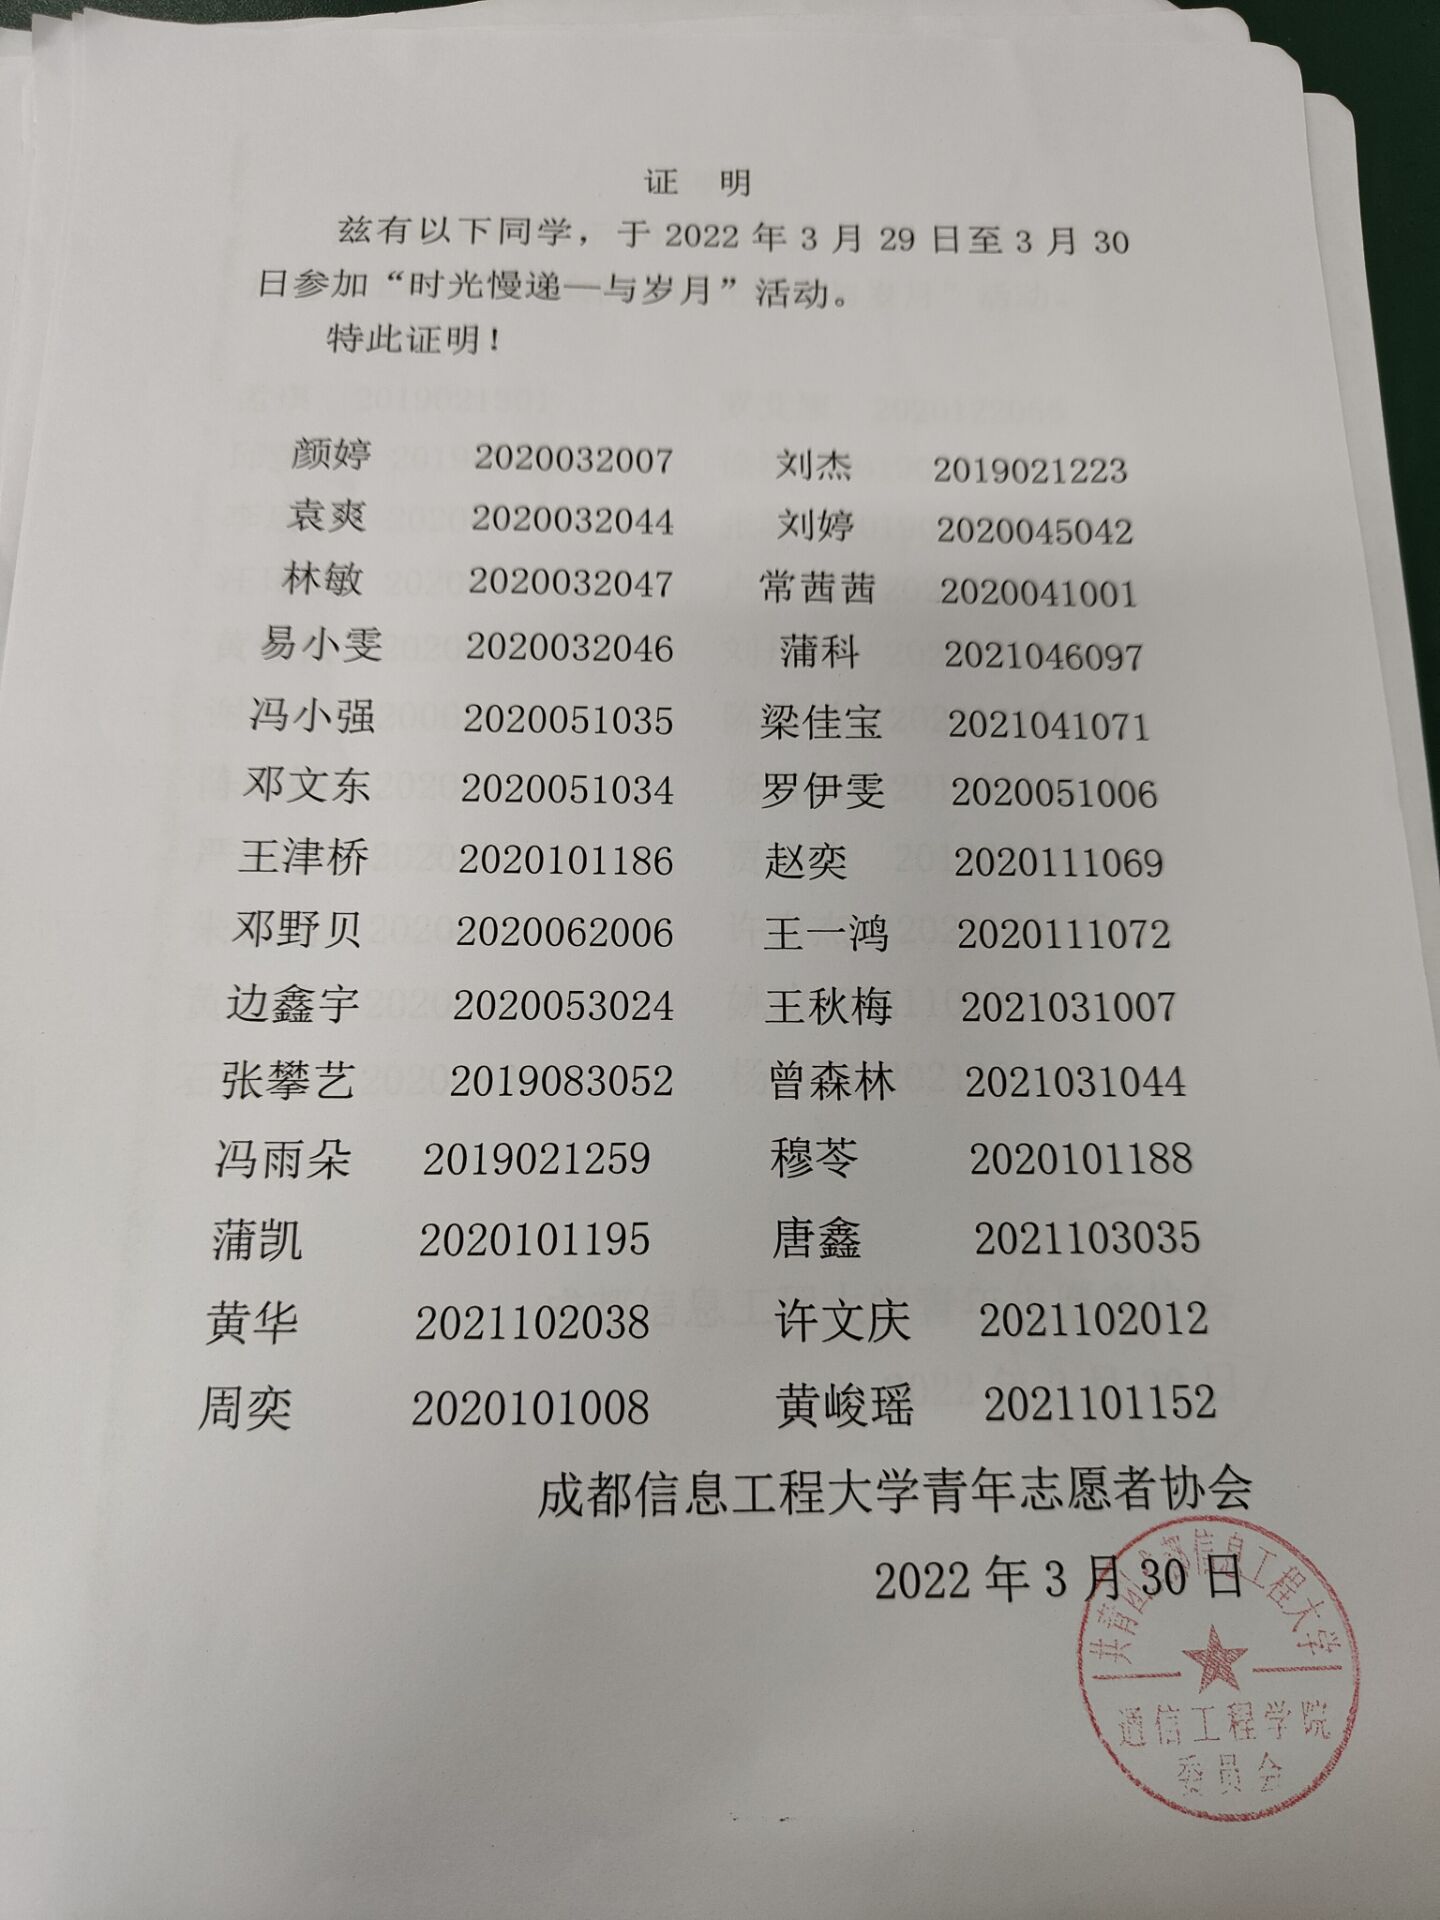 证 明
兹有以下同学，于 2022 年 3 月 29 日至 3 月 30
日参加“时光慢递—与岁月”活动。
特此证明！
颜婷 2020032007 刘杰 2019021223
袁爽 2020032044 刘婷 2020045042
林敏 2020032047 常茜茜 2020041001
易小雯 2020032046 蒲科 2021046097
冯小强 2020051035 梁佳宝 2021041071
邓文东 2020051034 罗伊雯 2020051006
王津桥 2020101186 赵奕 2020111069
邓野贝 2020062006 王一鸿 2020111072
边鑫宇 2020053024 王秋梅 2021031007
张攀艺 2019083052 曾森林 2021031044
冯雨朵 2019021259 穆苓 2020101188
蒲凯 2020101195 唐鑫 2021103035
黄华 2021102038 许文庆 2021102012
周奕 2020101008 黄峻瑶 2021101152
成都信息工程大学青年志愿者协会
2022 年 3 月 30 日
共青团成都信息工程大学
通信工程学院
委员会